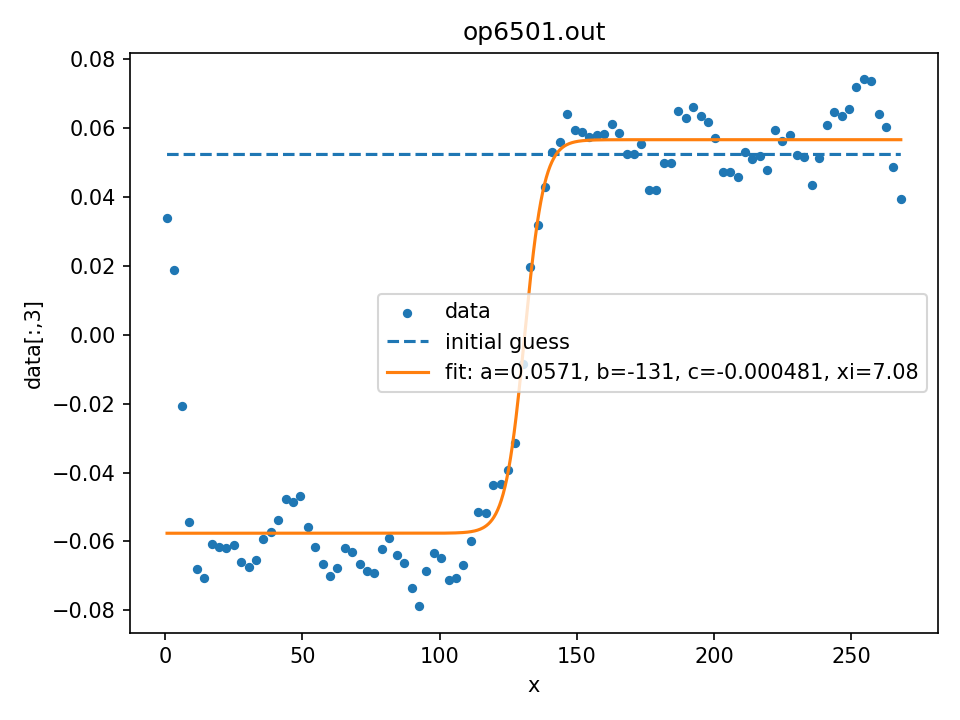 op6501.out
0.08
0.06
0.04
0.02
0.00
−0.02
−0.04
−0.06
−0.08
data[:,3]
data
initial guess
fit: a=0.0571, b=-131, c=-0.000481, xi=7.08
0 50 100 150 200 250
x